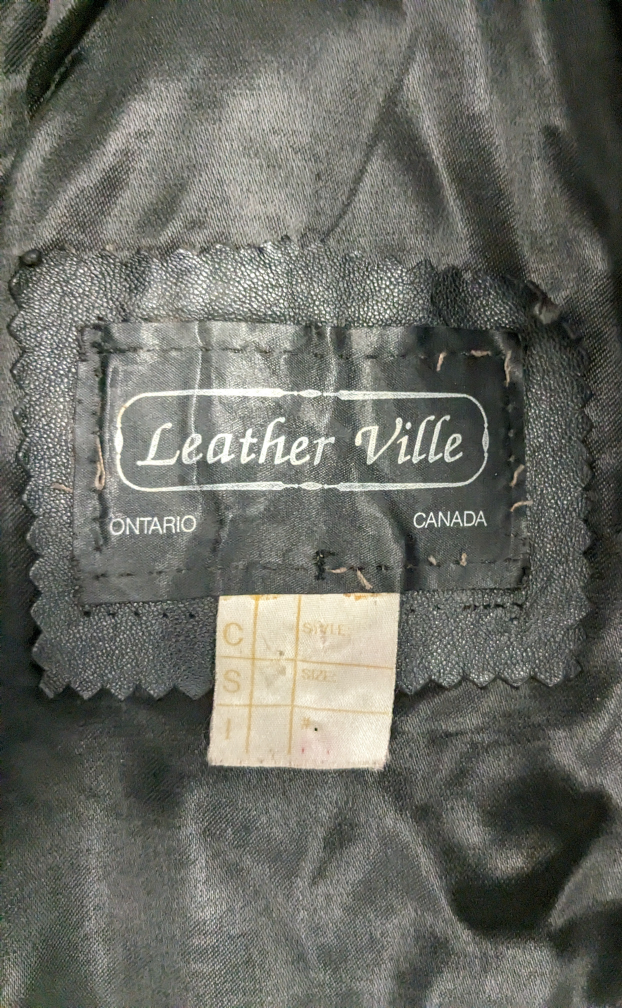 Leather Ville
ONTARIO CANADA
C STYLE:
S SIZE:
I #